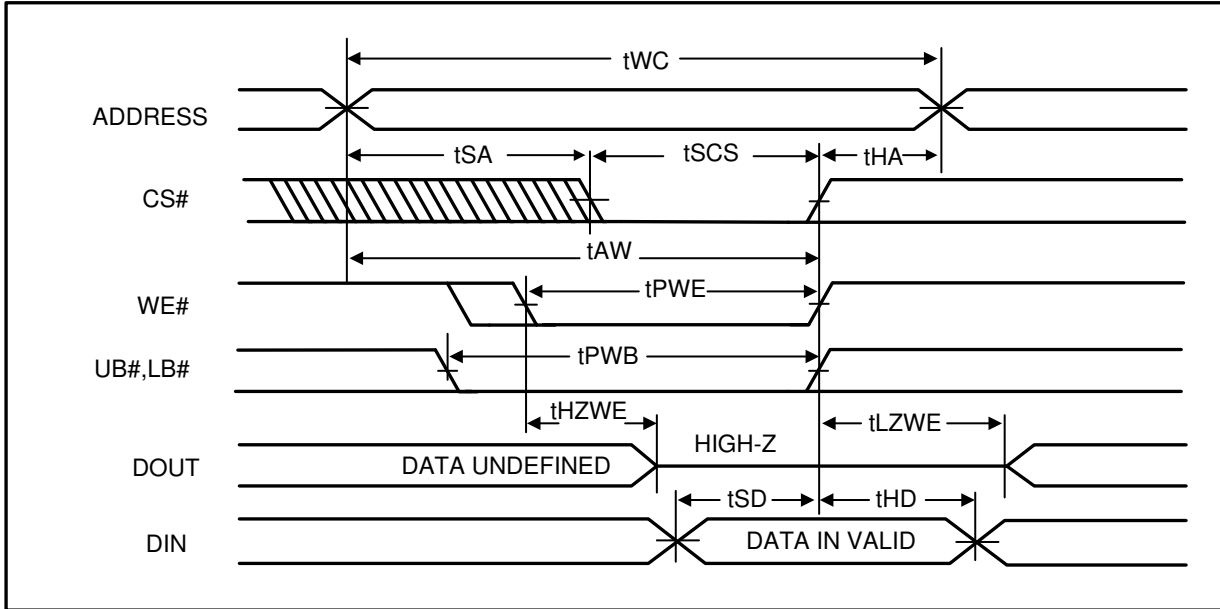 tWC
ADDRESS
tSA tSCS tHA
CS#
tAW
WE# tPWE
UB#,LB# tPWB
tHZWE tLZWE
HIGH-Z
DOUT DATA UNDEFINED
tSD tHD
DIN DATA IN VALID